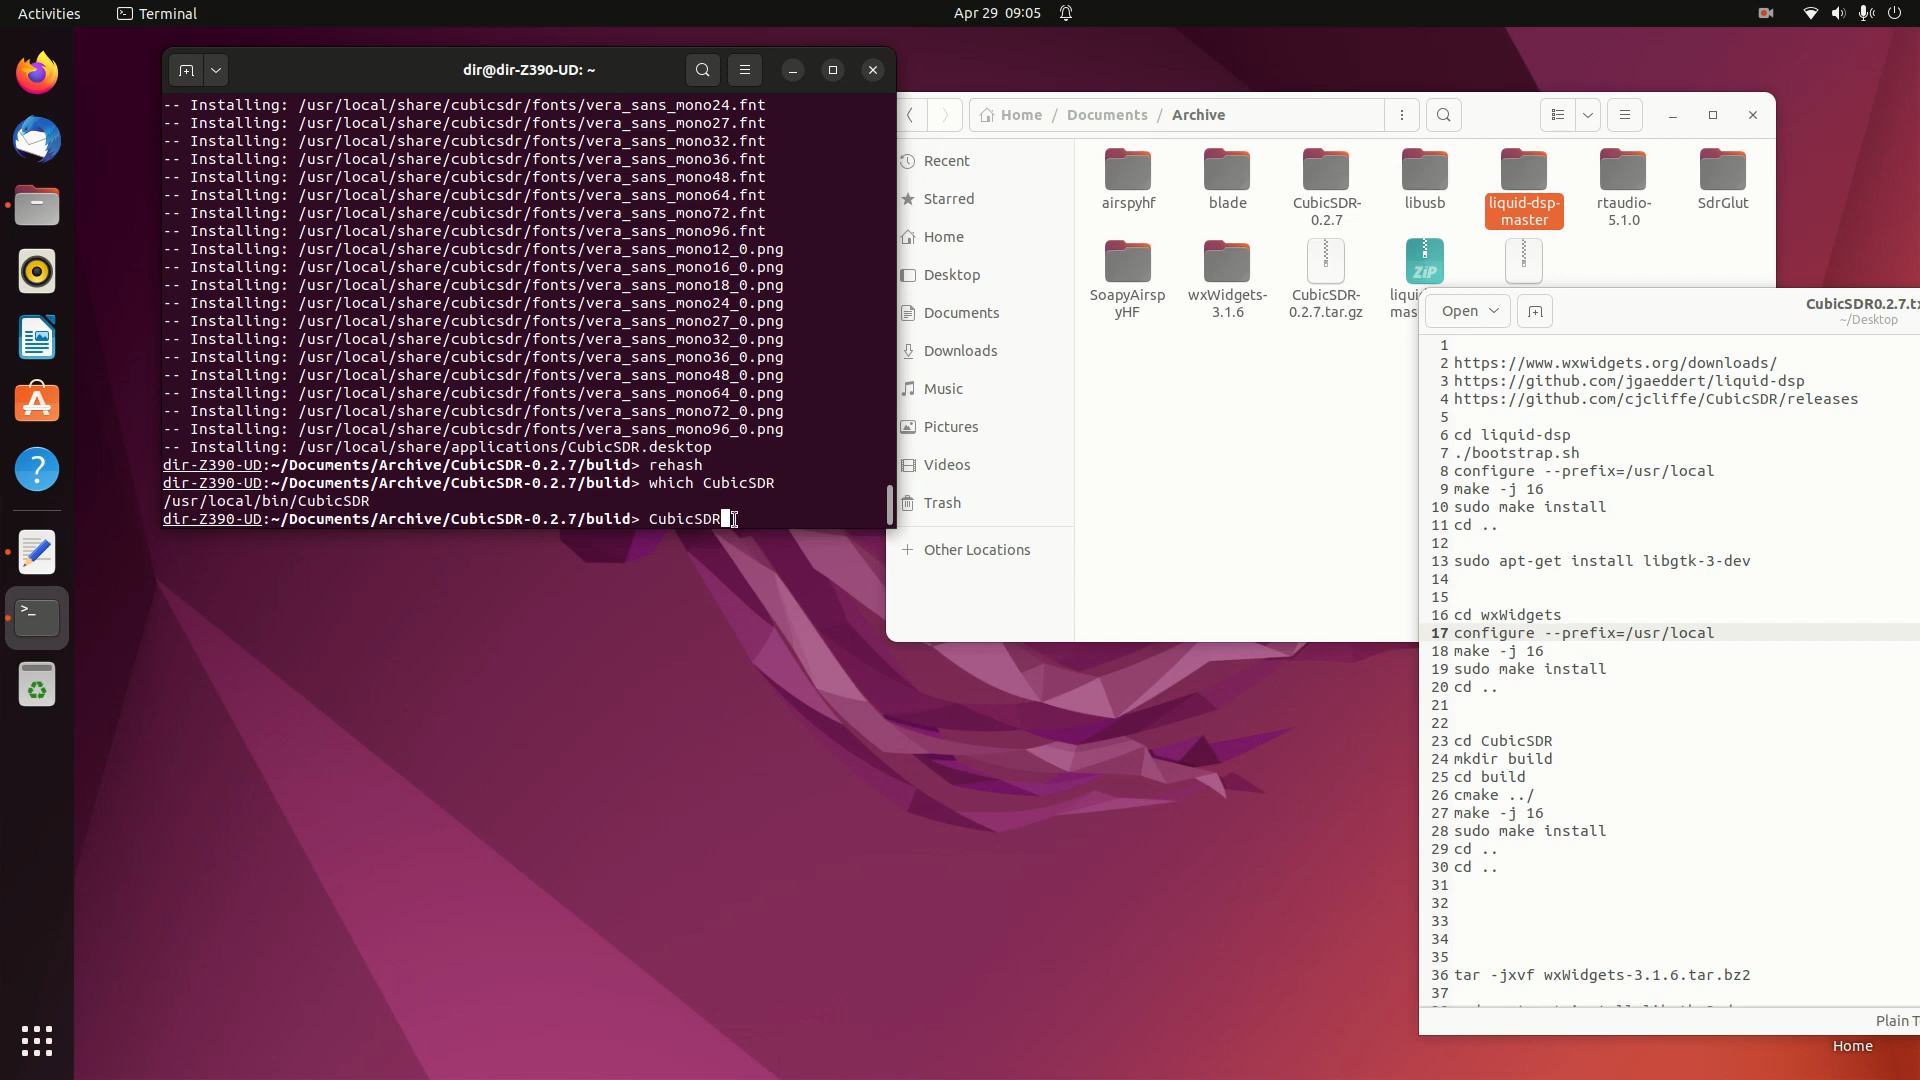 Activities
Terminal
Apr 29 09:05
dir@dir-Z390-UD: ~
-- Installing: /usr/local/share/cubicsdr/fonts/vera_sans_mono24.fnt
-- Installing: /usr/local/share/cubicsdr/fonts/vera_sans_mono27.fnt
-- Installing: /usr/local/share/cubicsdr/fonts/vera_sans_mono32.fnt
-- Installing: /usr/local/share/cubicsdr/fonts/vera_sans_mono36.fnt
-- Installing: /usr/local/share/cubicsdr/fonts/vera_sans_mono48.fnt
-- Installing: /usr/local/share/cubicsdr/fonts/vera_sans_mono64.fnt
-- Installing: /usr/local/share/cubicsdr/fonts/vera_sans_mono72.fnt
-- Installing: /usr/local/share/cubicsdr/fonts/vera_sans_mono96.fnt
-- Installing: /usr/local/share/cubicsdr/fonts/vera_sans_mono12_0.png
-- Installing: /usr/local/share/cubicsdr/fonts/vera_sans_mono16_0.png
-- Installing: /usr/local/share/cubicsdr/fonts/vera_sans_mono18_0.png
-- Installing: /usr/local/share/cubicsdr/fonts/vera_sans_mono24_0.png
-- Installing: /usr/local/share/cubicsdr/fonts/vera_sans_mono27_0.png
-- Installing: /usr/local/share/cubicsdr/fonts/vera_sans_mono32_0.png
-- Installing: /usr/local/share/cubicsdr/fonts/vera_sans_mono36_0.png
-- Installing: /usr/local/share/cubicsdr/fonts/vera_sans_mono48_0.png
-- Installing: /usr/local/share/cubicsdr/fonts/vera_sans_mono64_0.png
-- Installing: /usr/local/share/cubicsdr/fonts/vera_sans_mono72_0.png
-- Installing: /usr/local/share/cubicsdr/fonts/vera_sans_mono96_0.png
-- Installing: /usr/local/share/applications/CubicSDR.desktop
dir-Z390-UD:~/Documents/Archive/CubicSDR-0.2.7/bulid> rehash
dir-Z390-UD:~/Documents/Archive/CubicSDR-0.2.7/bulid> which CubicSDR
/usr/local/bin/CubicSDR
dir-Z390-UD:~/Documents/Archive/CubicSDR-0.2.7/bulid> CubicSDR
Home / Documents / Archive
Recent
Starred
Home
Desktop
Documents
Downloads
Music
Pictures
Videos
Trash
Other Locations
airspyhf
blade
CubicSDR-
0.2.7
libusb
liquid-dsp-
master
rtaudio-
5.1.0
SdrGlut
SoapyAirsp
yHF
wxWidgets-
3.1.6
CubicSDR-
0.2.7.tar.gz
ZIP
Open
CubicSDR0.2.7.tx
~/Desktop
1
2 https://www.wxwidgets.org/downloads/
3 https://github.com/jgaeddert/liquid-dsp
4 https://github.com/cjcliffe/CubicSDR/releases
5
6 cd liquid-dsp
7 ./bootstrap.sh
8 configure --prefix=/usr/local
9 make -j 16
10 sudo make install
11 cd ..
12
13 sudo apt-get install libgtk-3-dev
14
15
16 cd wxWidgets
17 configure --prefix=/usr/local
18 make -j 16
19 sudo make install
20 cd ..
21
22
23 cd CubicSDR
24 mkdir build
25 cd build
26 cmake ../
27 make -j 16
28 sudo make install
29 cd ..
30 cd ..
31
32
33
34
35
36 tar -jxvf wxWidgets-3.1.6.tar.bz2
37
Plain T
Home